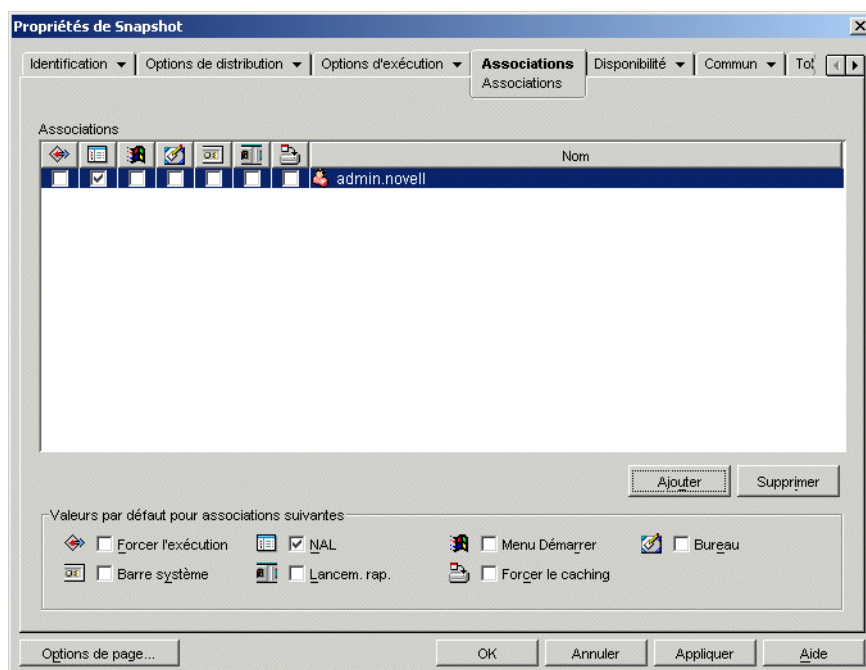 Propriétés de Snapshot
Identification Options de distribution Options d'exécution Associations Disponibilité Commun
Associations
Associations
Nom
admin.novell
Ajouter Supprimer
Valeurs par défaut pour associations suivantes
Forcer l'exécution NAL Menu Démarrer Bureau
Barre système Lancem. rap. Forcer le caching
Options de page... OK Annuler Appliquer Aide